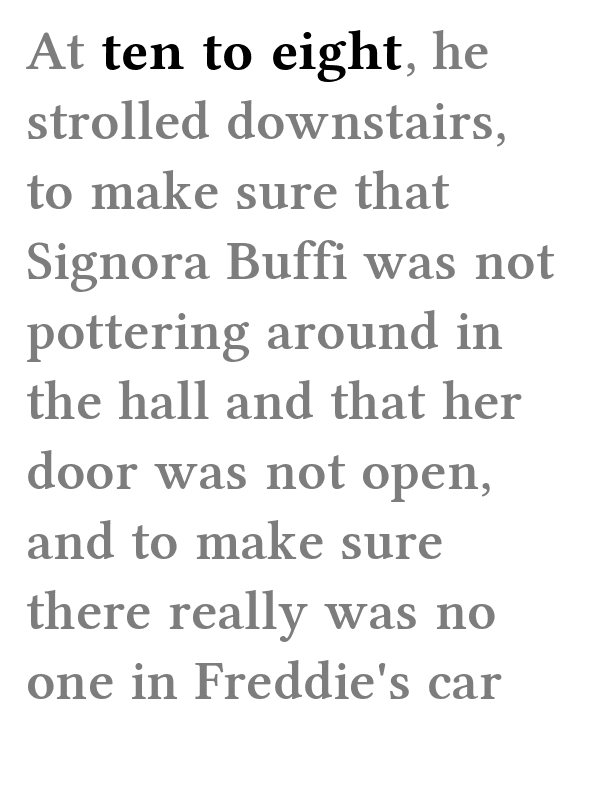 At ten to eight, he
strolled downstairs,
to make sure that
Signora Buffi was not
pottering around in
the hall and that her
door was not open,
and to make sure
there really was no
one in Freddie's car